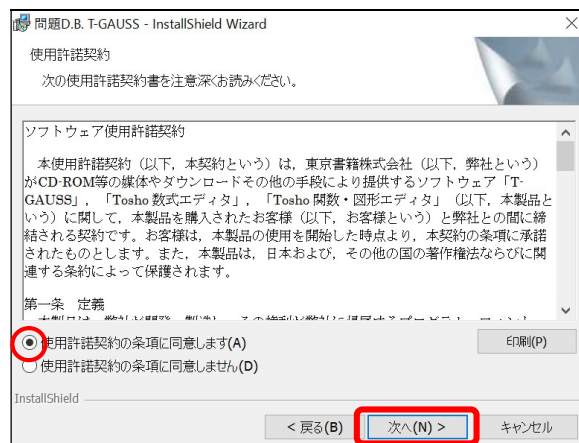 問題D.B. T-GAUSS - InstallShield Wizard
使用許諾契約
次の使用許諾契約書を注意深くお読みください。
ソフトウェア使用許諾契約
本使用許諾契約（以下，本契約という）は，東京書籍株式会社（以下，弊社という）
がCD-ROM等の媒体やダウンロードその他の手段により提供するソフトウェア「T-
GAUSS」，「Tosho 数式エディタ」，「Tosho 関数・図形エディタ」（以下，本製品と
いう）に関して，本製品を購入されたお客様（以下，お客様という）と弊社との間に締
結される契約です。お客様は，本製品の使用を開始した時点より，本契約の条項に承諾
されたものとします。また，本製品は，日本および，その他の国の著作権法ならびに関
連する条約によって保護されます。
第一条 定義
使用許諾契約の条項に同意します(A)
印刷(P)
使用許諾契約の条項に同意しません(D)
InstallShield
< 戻る(B)
次へ(N) >
キャンセル